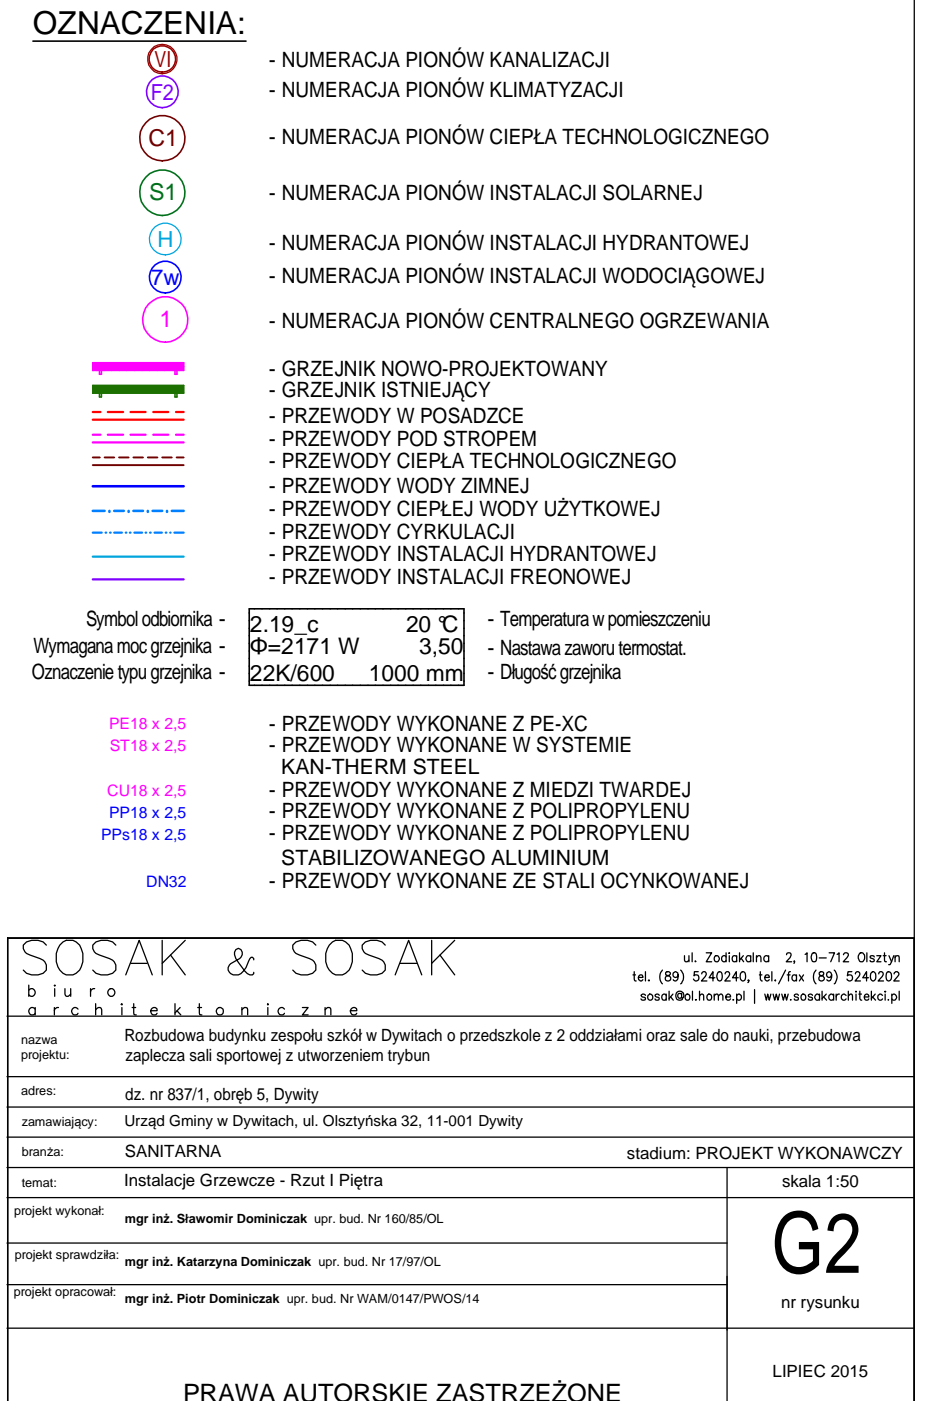 OZNACZENIA:
VI - NUMERACJA PIONÓW KANALIZACJI
F2 - NUMERACJA PIONÓW KLIMATYZACJI
C1 - NUMERACJA PIONÓW CIEPŁA TECHNOLOGICZNEGO
S1 - NUMERACJA PIONÓW INSTALACJI SOLARNEJ
H - NUMERACJA PIONÓW INSTALACJI HYDRANTOWEJ
7w - NUMERACJA PIONÓW INSTALACJI WODOCIĄGOWEJ
1 - NUMERACJA PIONÓW CENTRALNEGO OGRZEWANIA
- GRZEJNIK NOWO-PROJEKTOWANY
- GRZEJNIK ISTNIEJĄCY
- PRZEWODY W POSADZCE
- PRZEWODY POD STROPEM
- PRZEWODY CIEPŁA TECHNOLOGICZNEGO
- PRZEWODY WODY ZIMNEJ
- PRZEWODY CIEPŁEJ WODY UŻYTKOWEJ
- PRZEWODY CYRKULACJI
- PRZEWODY INSTALACJI HYDRANTOWEJ
- PRZEWODY INSTALACJI FREONOWEJ
Symbol odbiornika - 2.19_c 20 °C - Temperatura w pomieszczeniu
Wymagana moc grzejnika - Φ=2171 W 3,50 - Nastawa zaworu termostat.
Oznaczenie typu grzejnika - 22K/600 1000 mm - Długość grzejnika
PE18 x 2,5 - PRZEWODY WYKONANE Z PE-XC
ST18 x 2,5 - PRZEWODY WYKONANE W SYSTEMIE
KAN-THERM STEEL
CU18 x 2,5 - PRZEWODY WYKONANE Z MIEDZI TWARDEJ
PP18 x 2,5 - PRZEWODY WYKONANE Z POLIPROPYLENU
PPs18 x 2,5 - PRZEWODY WYKONANE Z POLIPROPYLENU
STABILIZOWANEGO ALUMINIUM
DN32 - PRZEWODY WYKONANE ZE STALI OCYNKOWANEJ
SOSAK & SOSAK
biuro
architektoniczne
ul. Zodiakalna 2, 10-712 Olsztyn
tel. (89) 5240240, tel./fax (89) 5240202
sosak@ol.home.pl | www.sosakarchitekci.pl
nazwa projektu: Rozbudowa budynku zespołu szkół w Dywitach o przedszkole z 2 oddziałami oraz sale do nauki, przebudowa
zaplecza sali sportowej z utworzeniem trybun
adres: dz. nr 837/1, obręb 5, Dywity
zamawiający: Urząd Gminy w Dywitach, ul. Olsztyńska 32, 11-001 Dywity
branża: SANITARNA stadium: PROJEKT WYKONAWCZY
temat: Instalacje Grzewcze - Rzut I Piętra skala 1:50
projekt wykonał: mgr inż. Sławomir Dominiczak upr. bud. Nr 160/85/OL
projekt sprawdziła: mgr inż. Katarzyna Dominiczak upr. bud. Nr 17/97/OL
projekt opracował: mgr inż. Piotr Dominiczak upr. bud. Nr WAM/0147/PWOS/14
G2
nr rysunku
LIPIEC 2015
PRAWA AUTORSKIE ZASTRZEŻONE